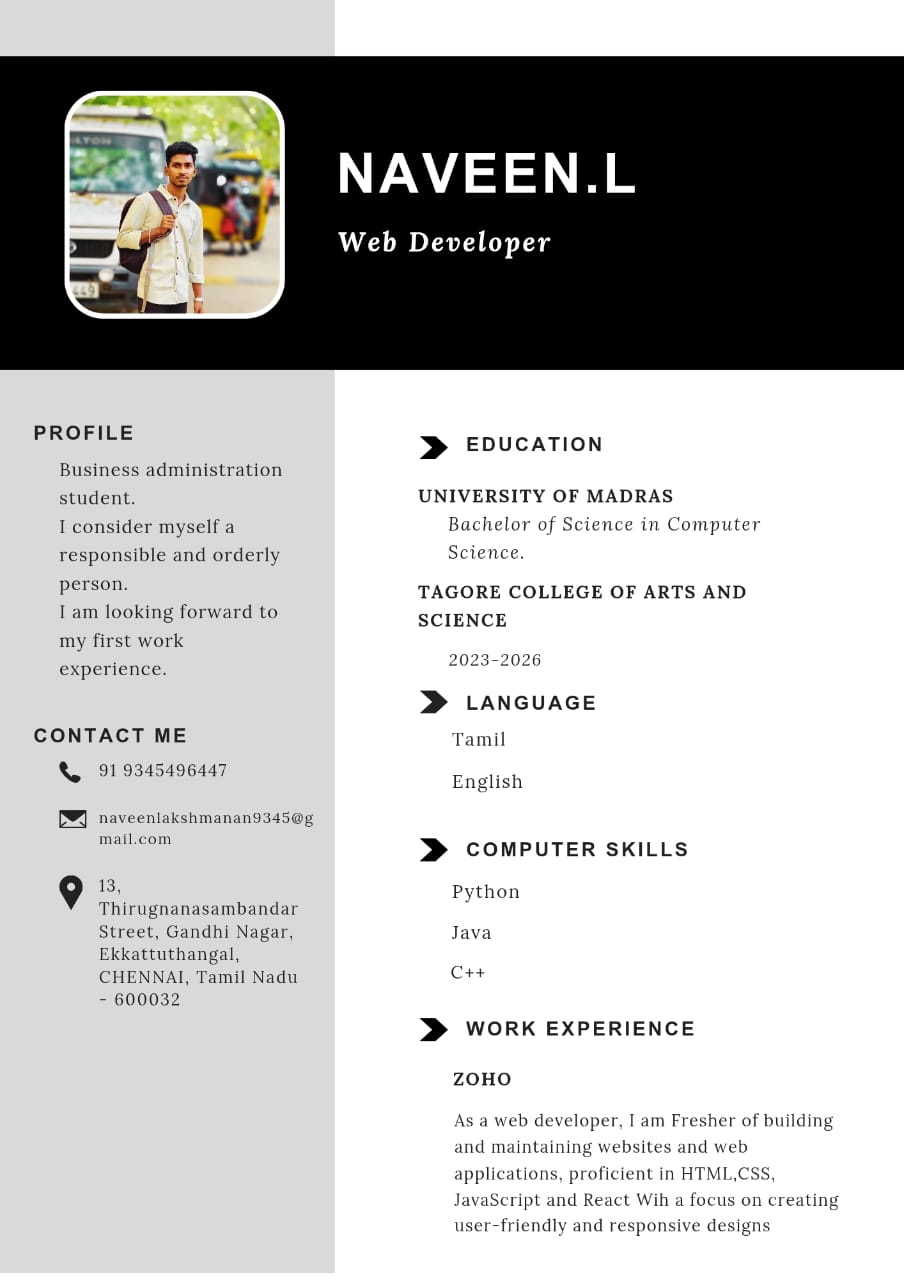 NAVEEN.L
Web Developer
PROFILE
Business administration
student.
I consider myself a
responsible and orderly
person.
I am looking forward to
my first work
experience.
CONTACT ME
91 9345496447
naveenlakshmanan9345@g
mail.com
13,
Thirugnanasambandar
Street, Gandhi Nagar,
Ekkattuthangal,
CHENNAI, Tamil Nadu
- 600032
EDUCATION
UNIVERSITY OF MADRAS
Bachelor of Science in Computer
Science.
TAGORE COLLEGE OF ARTS AND
SCIENCE
2023-2026
LANGUAGE
Tamil
English
COMPUTER SKILLS
Python
Java
C++
WORK EXPERIENCE
ZOHO
As a web developer, I am Fresher of building
and maintaining websites and web
applications, proficient in HTML,CSS,
JavaScript and React Wih a focus on creating
user-friendly and responsive designs